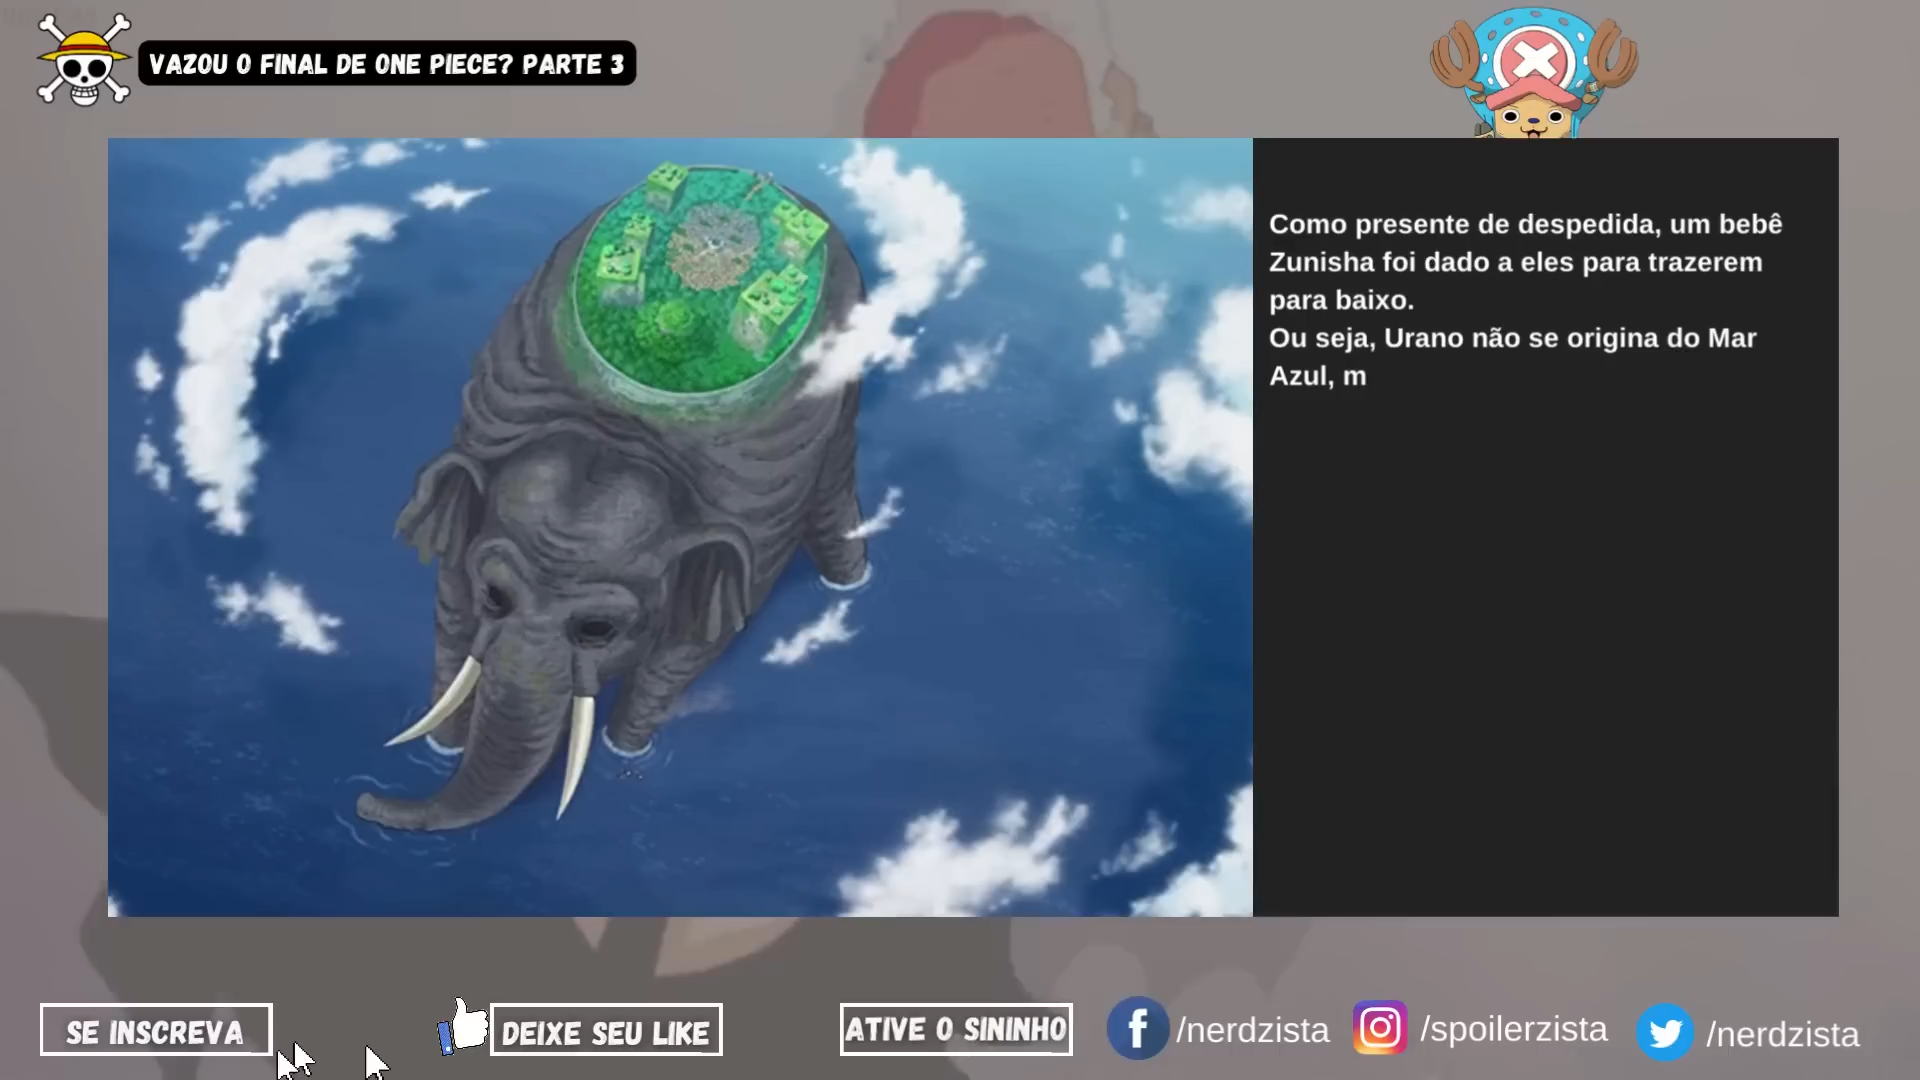 VAZOU O FINAL DE ONE PIECE? PARTE 3
Como presente de despedida, um bebê
Zunisha foi dado a eles para trazerem
para baixo.
Ou seja, Urano não se origina do Mar
Azul, m
SE INSCREVA
DEIXE SEU LIKE
ATIVE O SININHO
/nerdzista
/spoilerzista
/nerdzista